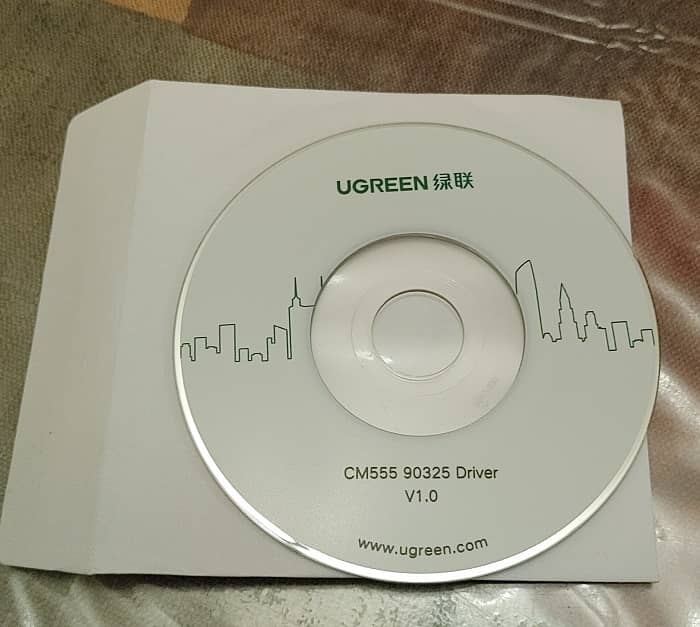 UGREEN 绿联
CM555 90325 Driver
V1.0
www.ugreen.com